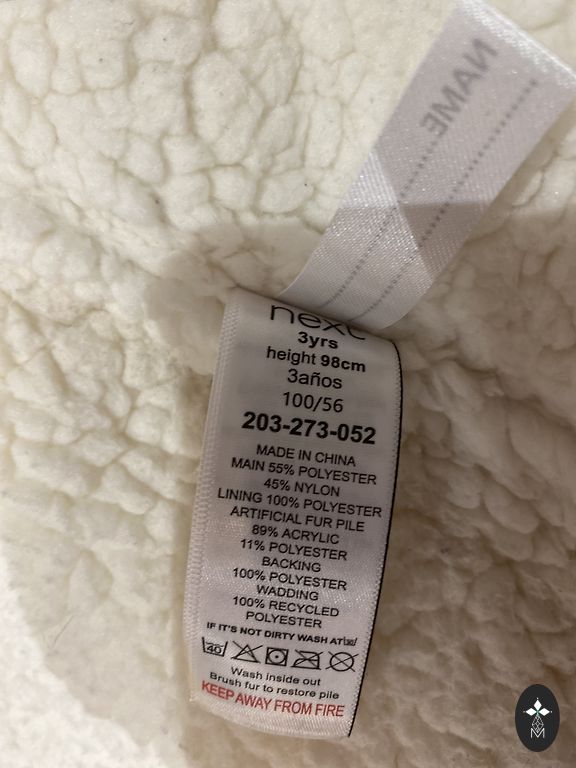 NAME
next
3yrs
height 98cm
3años
100/56
203-273-052
MADE IN CHINA
MAIN 55% POLYESTER
45% NYLON
LINING 100% POLYESTER
ARTIFICIAL FUR PILE
89% ACRYLIC
11% POLYESTER
BACKING
100% POLYESTER
WADDING
100% RECYCLED
POLYESTER
IF IT'S NOT DIRTY WASH AT 30
40
Wash inside out
Brush fur to restore pile
KEEP AWAY FROM FIRE
M